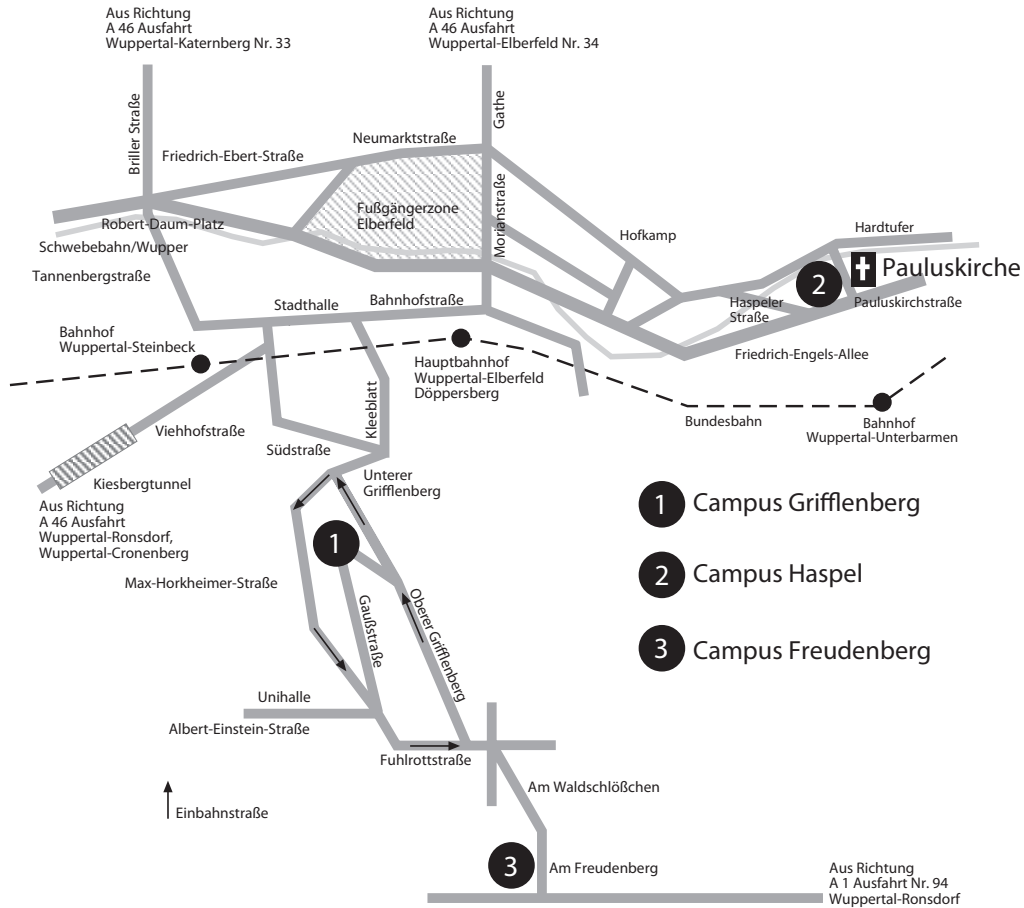 Aus Richtung
A 46 Ausfahrt
Wuppertal-Katernberg Nr. 33
Aus Richtung
A 46 Ausfahrt
Wuppertal-Elberfeld Nr. 34
Briller Straße
Gathe
Neumarktstraße
Friedrich-Ebert-Straße
Fußgängerzone
Elberfeld
Morianstraße
Robert-Daum-Platz
Schwebebahn/Wupper
Tannenbergstraße
Hofkamp
Hardtufer
2
Pauluskirche
Pauluskirchstraße
Haspeler
Straße
Friedrich-Engels-Allee
Stadthalle
Bahnhofstraße
Bahnhof
Wuppertal-Steinbeck
Hauptbahnhof
Wuppertal-Elberfeld
Döppersberg
Kleeblatt
Bundesbahn
Bahnhof
Wuppertal-Unterbarmen
Viehhofstraße
Südstraße
Kiesbergtunnel
Unterer
Grifflenberg
Aus Richtung
A 46 Ausfahrt
Wuppertal-Ronsdorf,
Wuppertal-Cronenberg
1
Max-Horkheimer-Straße
Gaußstraße
Oberer Grifflenberg
1 Campus Grifflenberg
2 Campus Haspel
3 Campus Freudenberg
Unihalle
Albert-Einstein-Straße
Fuhlrottstraße
Am Waldschlößchen
Einbahnstraße
3
Am Freudenberg
Aus Richtung
A 1 Ausfahrt Nr. 94
Wuppertal-Ronsdorf